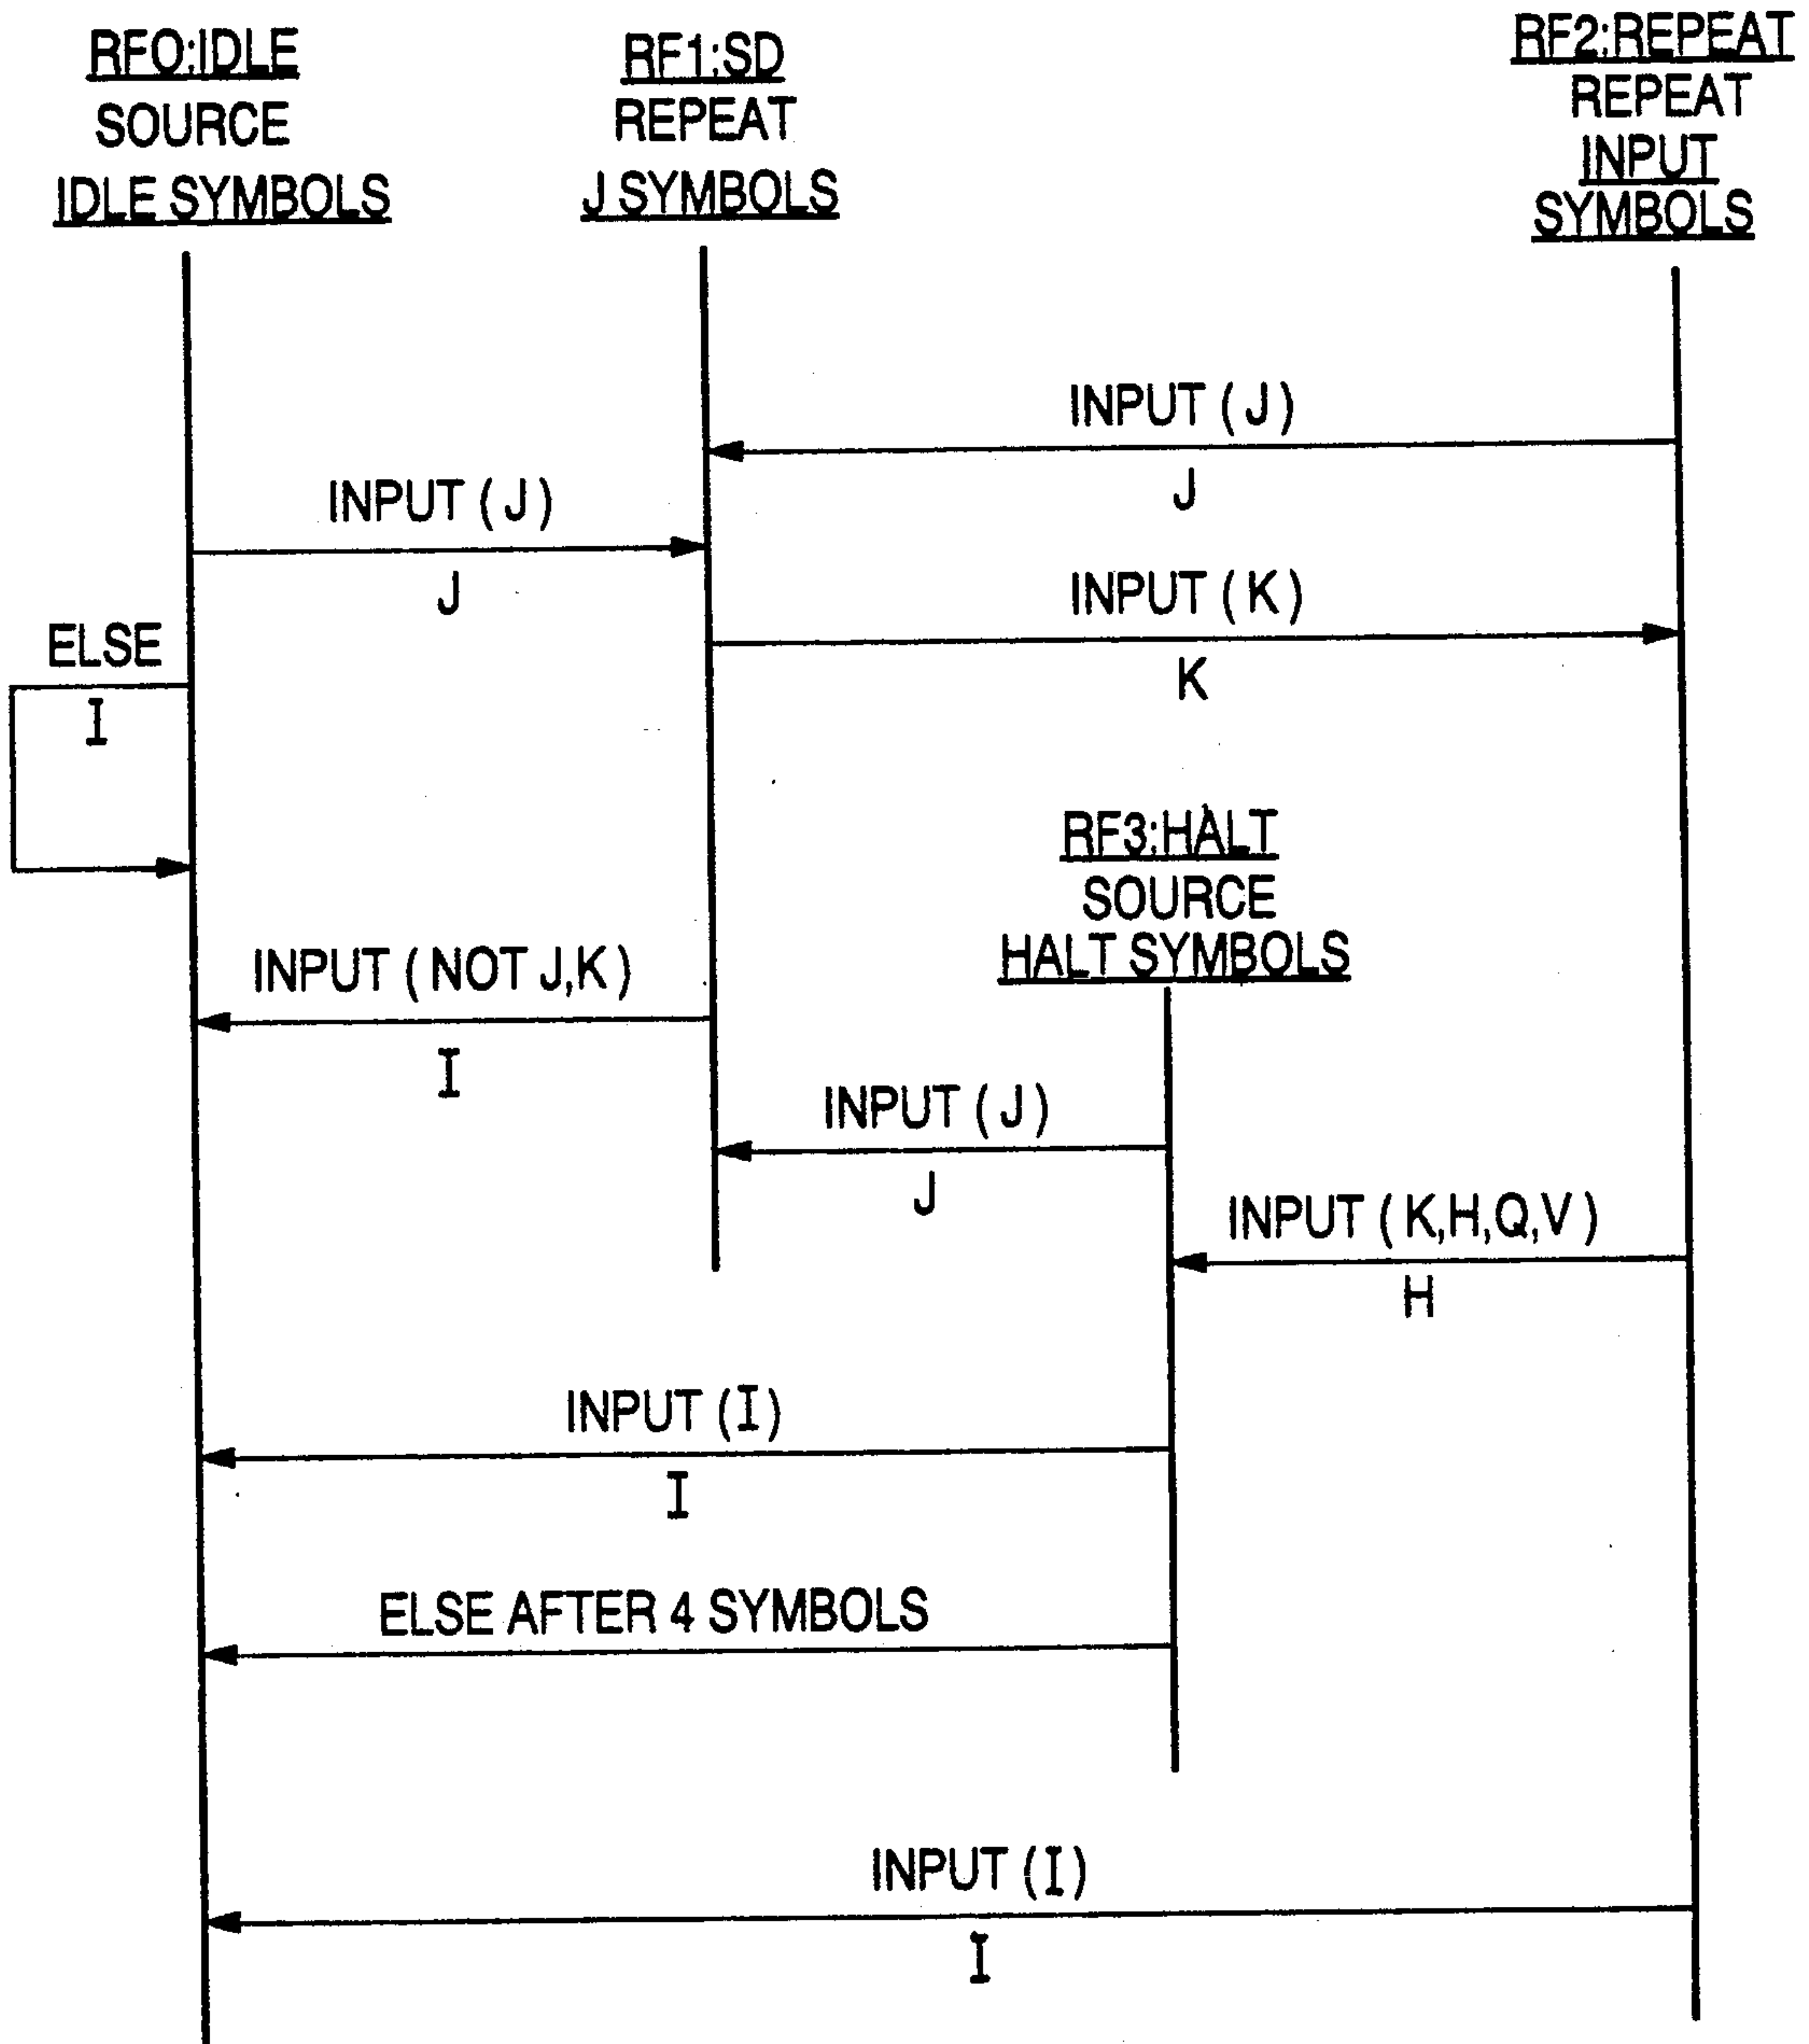 RF0:IDLE
SOURCE
IDLE SYMBOLS
RF1:SD
REPEAT
J SYMBOLS
RF2:REPEAT
REPEAT
INPUT
SYMBOLS
INPUT (J)
J
INPUT (J)
J
INPUT (K)
K
ELSE
I
RF3:HALT
SOURCE
HALT SYMBOLS
INPUT (NOT J,K)
I
INPUT (J)
J
INPUT (K,H,Q,V)
H
INPUT (I)
I
ELSE AFTER 4 SYMBOLS
INPUT (I)
I